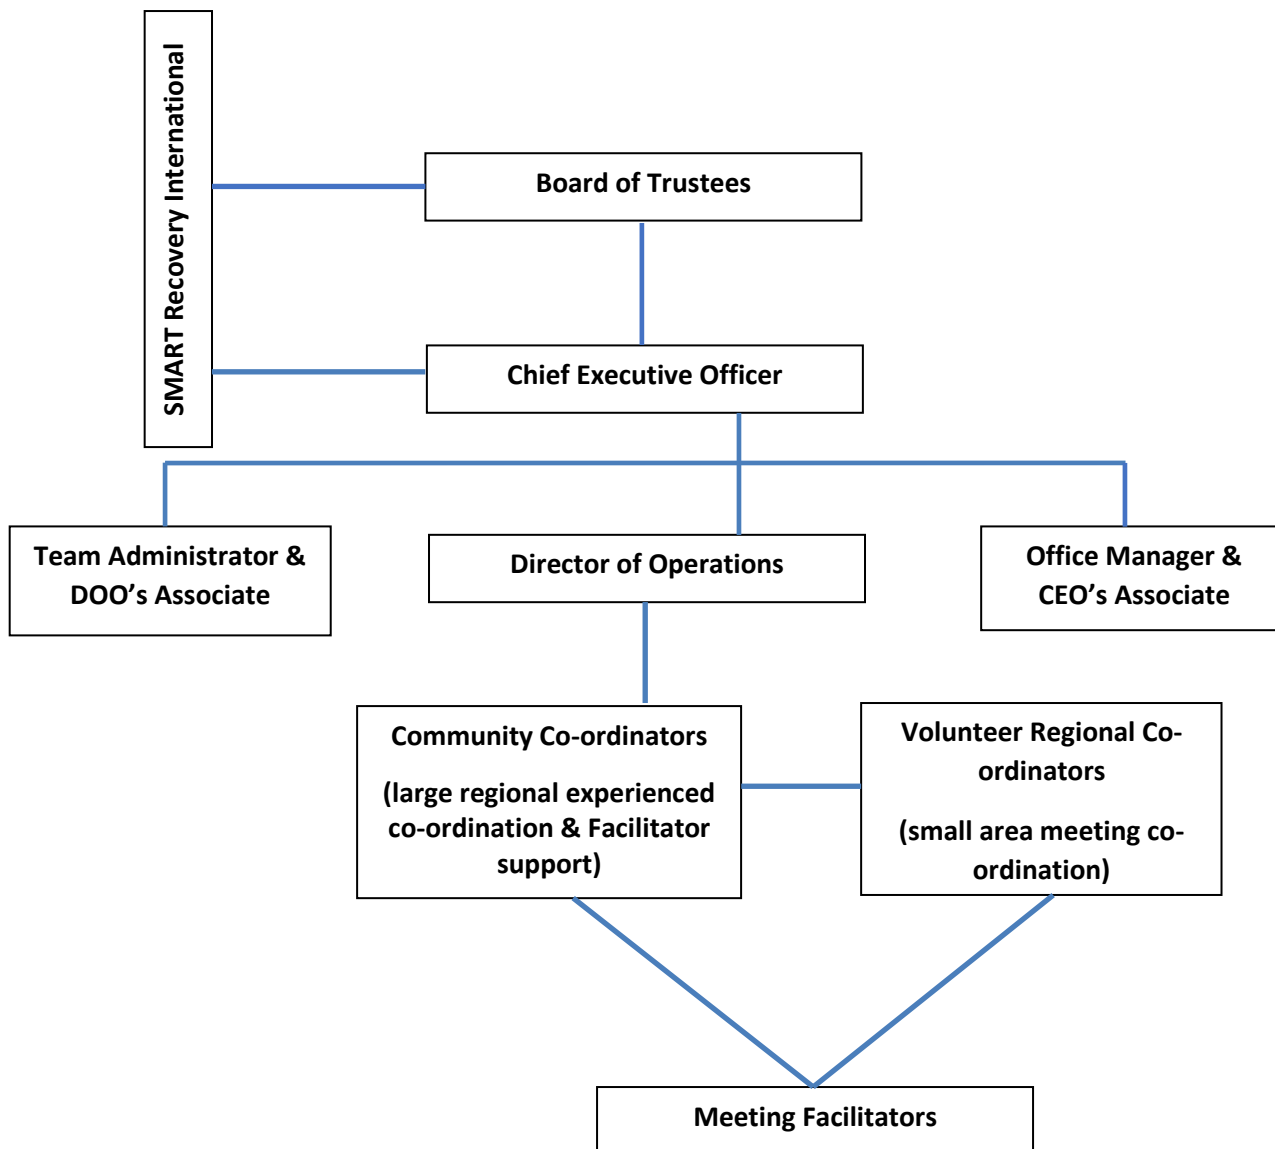 SMART Recovery International
Board of Trustees
Chief Executive Officer
Team Administrator &
DOO’s Associate
Director of Operations
Office Manager &
CEO’s Associate
Community Co-ordinators
(large regional experienced
co-ordination & Facilitator
support)
Volunteer Regional Co-
ordinators
(small area meeting co-
ordination)
Meeting Facilitators